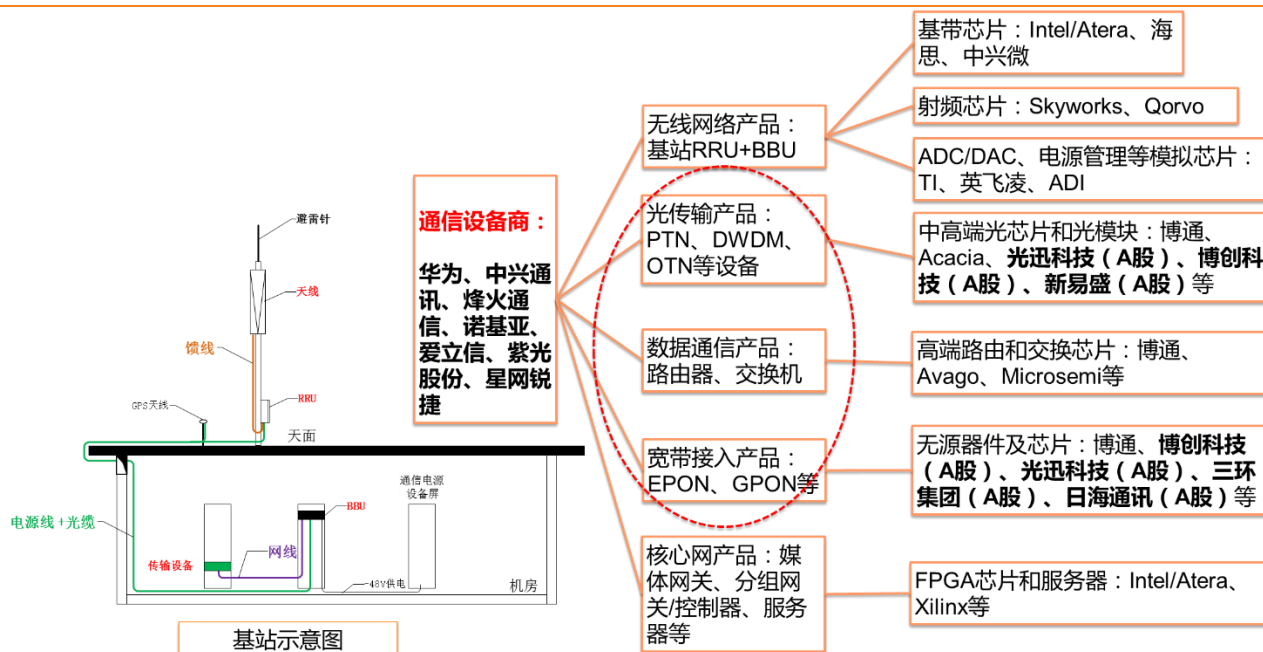 避雷针
天线
馈线
GPS天线
RRU
天面
通信电源
设备屏
BBU
电源线+光缆
传输设备
网线
-48V供电
机房
基站示意图
通信设备商：
华为、中兴通
讯、烽火通
信、诺基亚、
爱立信、紫光
股份、星网锐
捷
无线网络产品：
基站RRU+BBU
光传输产品：
PTN、DWDM、
OTN等设备
数据通信产品：
路由器、交换机
宽带接入产品：
EPON、GPON等
核心网产品：媒
体网关、分组网
关/控制器、服务
器等
基带芯片：Intel/Atera、海
思、中兴微
射频芯片：Skyworks、Qorvo
ADC/DAC、电源管理等模拟芯片：
TI、英飞凌、ADI
中高端光芯片和光模块：博通、
Acacia、光迅科技（A股）、博创科
技（A股）、新易盛（A股）等
高端路由和交换芯片：博通、
Avago、Microsemi等
无源器件及芯片：博通、博创科技
（A股）、光迅科技（A股）、三环
集团（A股）、日海通讯（A股）等
FPGA芯片和服务器：Intel/Atera、
Xilinx等